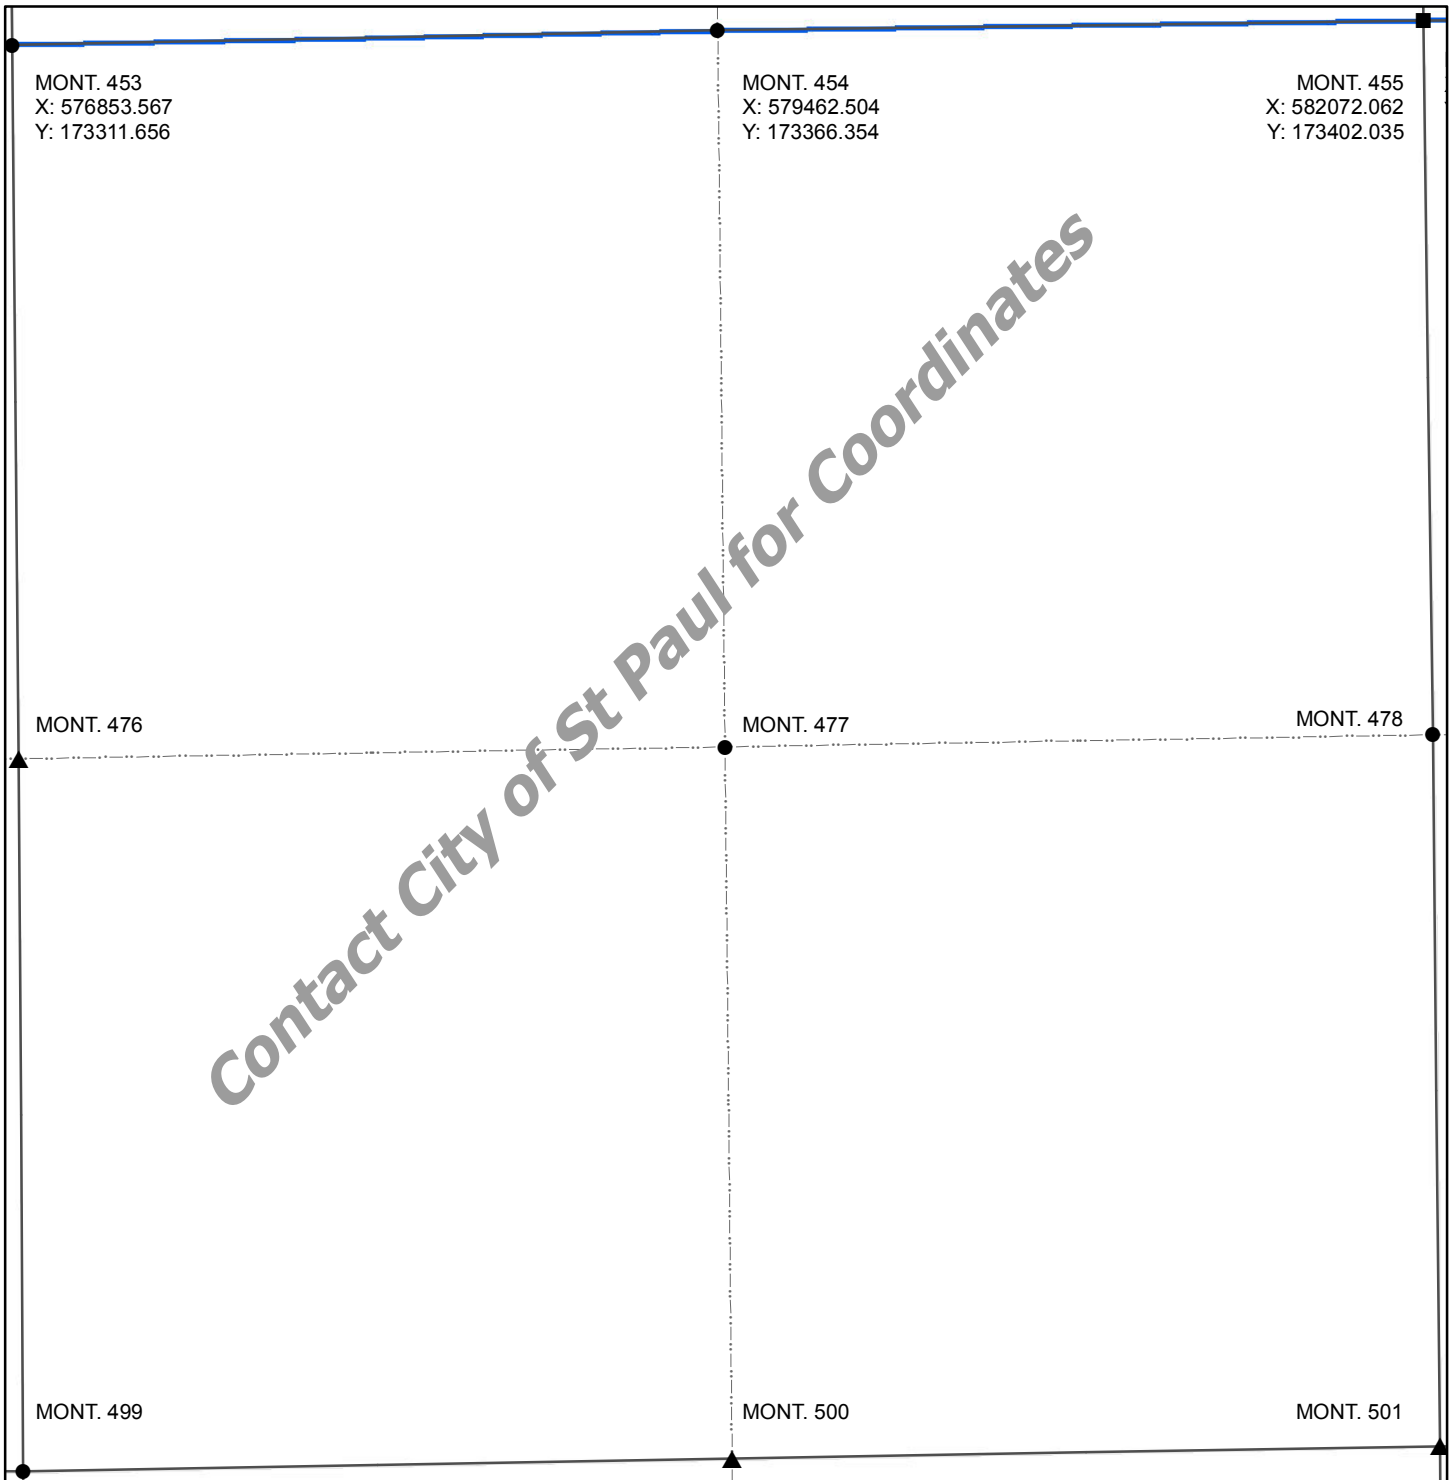 MONT. 453
X: 576853.567
Y: 173311.656
MONT. 454
X: 579462.504
Y: 173366.354
MONT. 455
X: 582072.062
Y: 173402.035
Contact City of St Paul for Coordinates
MONT. 476
MONT. 477
MONT. 478
MONT. 499
MONT. 500
MONT. 501